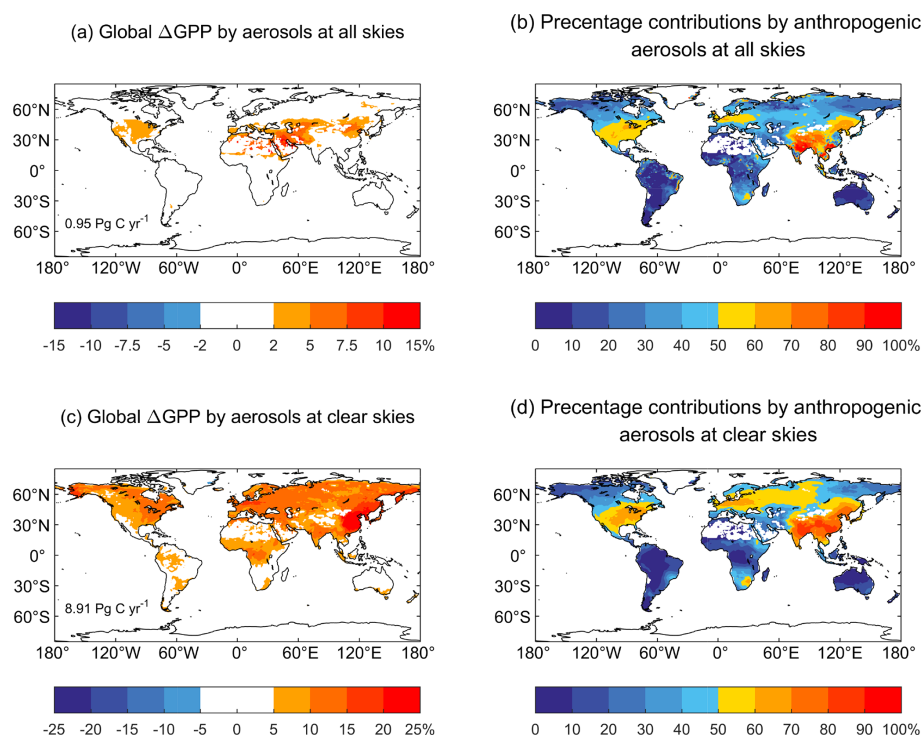 (a) Global ΔGPP by aerosols at all skies
60°N
30°N
0°
30°S
60°S
0.95 Pg C yr⁻¹
180° 120°W 60°W 0° 60°E 120°E 180°
-15 -10 -7.5 -5 -2 0 2 5 7.5 10 15%
(b) Precentage contributions by anthropogenic
aerosols at all skies
60°N
30°N
0°
30°S
60°S
180° 120°W 60°W 0° 60°E 120°E 180°
0 10 20 30 40 50 60 70 80 90 100%
(c) Global ΔGPP by aerosols at clear skies
60°N
30°N
0°
30°S
60°S
8.91 Pg C yr⁻¹
180° 120°W 60°W 0° 60°E 120°E 180°
-25 -20 -15 -10 -5 0 5 10 15 20 25%
(d) Precentage contributions by anthropogenic
aerosols at clear skies
60°N
30°N
0°
30°S
60°S
180° 120°W 60°W 0° 60°E 120°E 180°
0 10 20 30 40 50 60 70 80 90 100%